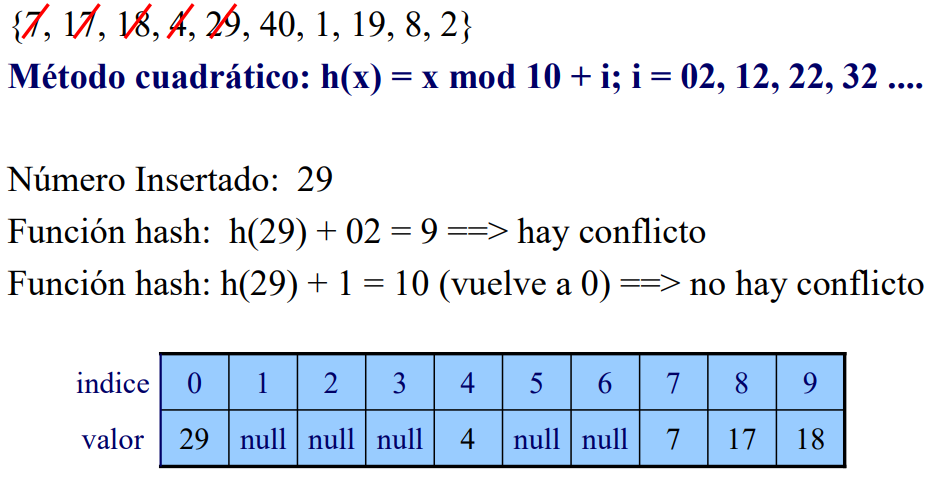 {7, 17, 18, 4, 29, 40, 1, 19, 8, 2}
Método cuadrático: h(x) = x mod 10 + i; i = 02, 12, 22, 32 ....
Número Insertado: 29
Función hash: h(29) + 02 = 9 ==> hay conflicto
Función hash: h(29) + 1 = 10 (vuelve a 0) ==> no hay conflicto
indice 0 1 2 3 4 5 6 7 8 9
valor 29 null null null 4 null null 7 17 18